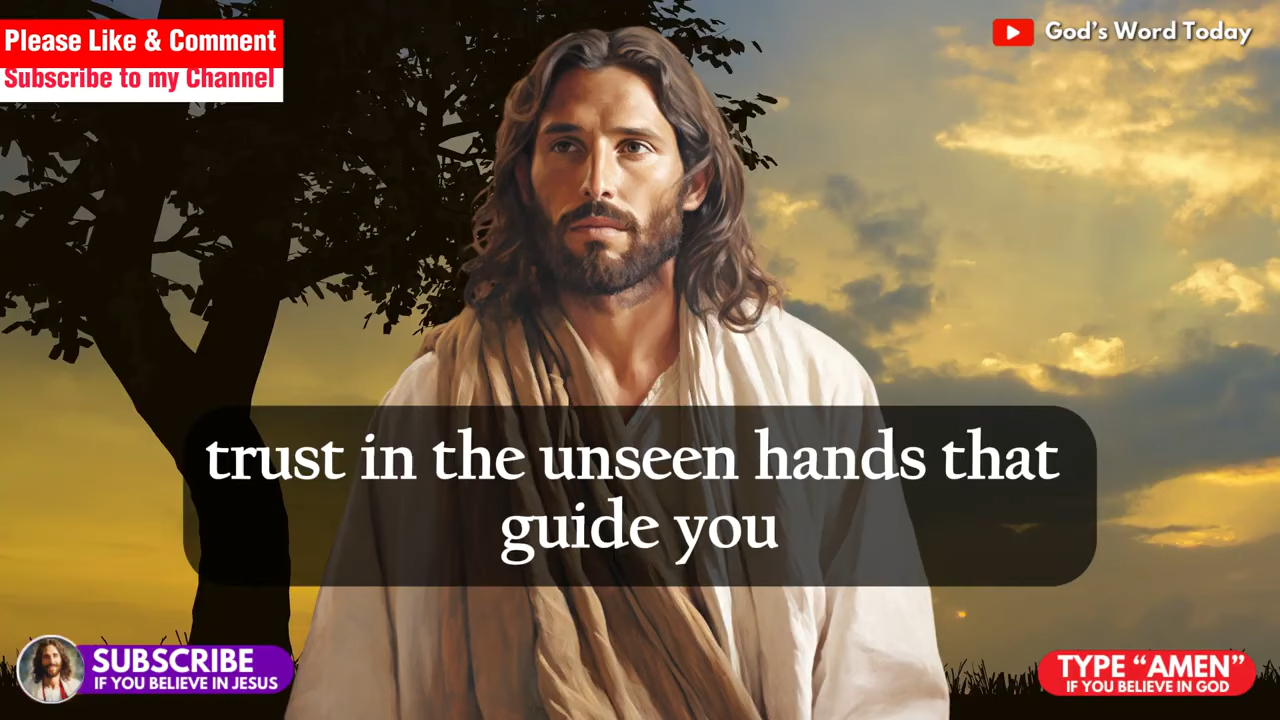 Please Like & Comment
Subscribe to my Channel
God's Word Today
trust in the unseen hands that
guide you
SUBSCRIBE
IF YOU BELIEVE IN JESUS
TYPE “AMEN”
IF YOU BELIEVE IN GOD